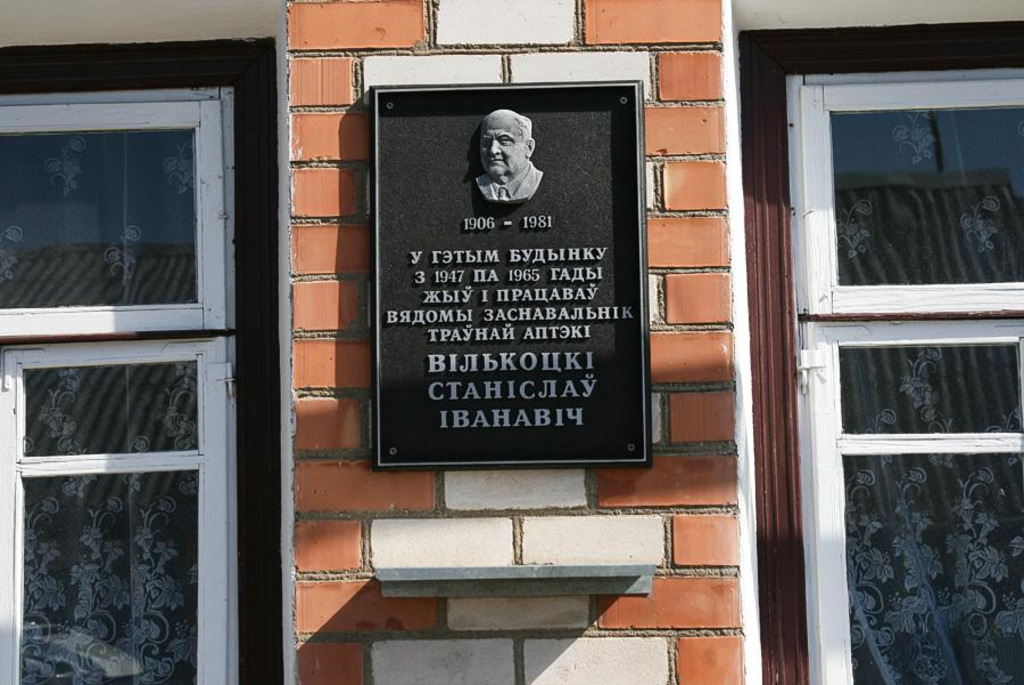 1906 - 1981
У ГЭТЫМ БУДЫНКУ
З 1947 ПА 1965 ГАДЫ
ЖЫЎ І ПРАЦАВАЎ
ВЯДОМЫ ЗАСНАВАЛЬНІК
ТРАЎНАЙ АПТЭКІ
ВІЛЬКОЦКІ
СТАНІСЛАЎ
ІВАНАВІЧ